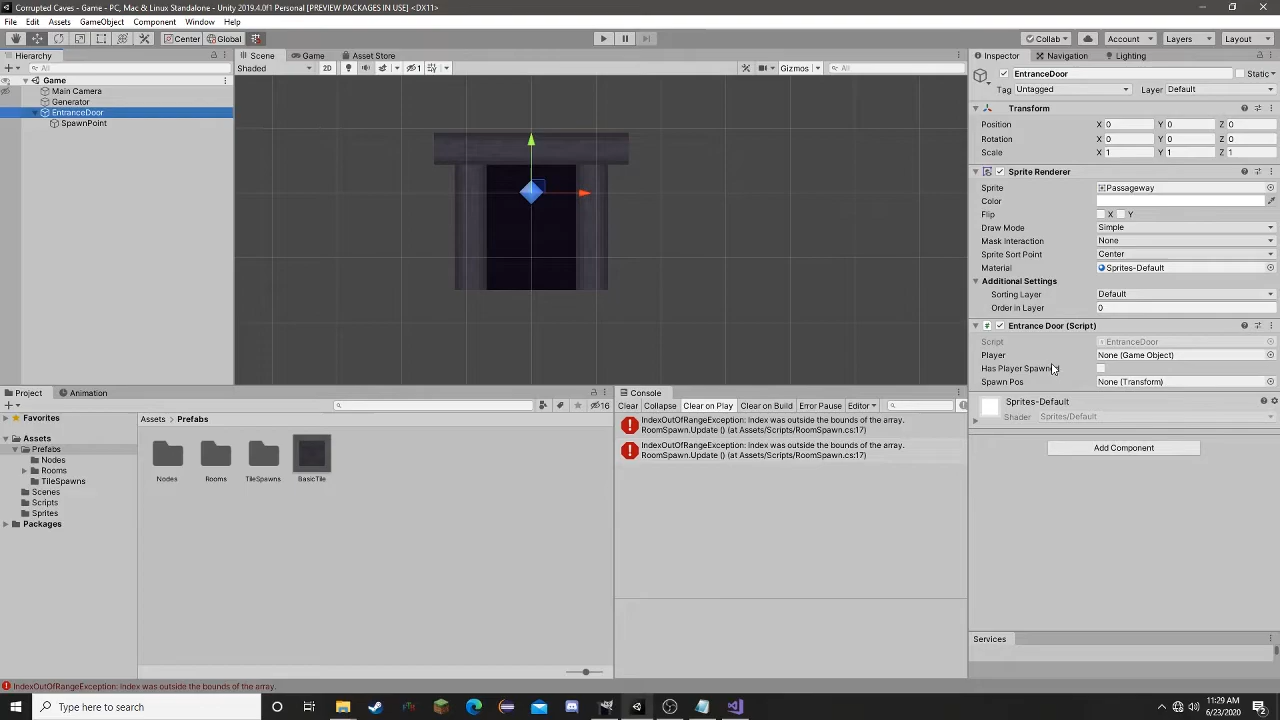 Corrupted Caves - Game - PC, Mac & Linux Standalone - Unity 2019.4.0f1 Personal [PREVIEW PACKAGES IN USE] <DX11>
File Edit Assets GameObject Component Window Help
Center Global Collab Account Layers Layout
Hierarchy Scene Game Asset Store Inspector Navigation Lighting
All Shaded 2D 1 Gizmos All EntranceDoor Static
Game
Tag Untagged Layer Default
Main Camera
Generator
Transform
EntranceDoor
SpawnPoint
Position X 0 Y 0 Z 0
Rotation X 0 Y 0 Z 0
Scale X 1 Y 1 Z 1
Sprite Renderer
Sprite Passageway
Color
Flip X Y
Draw Mode Simple
Mask Interaction None
Sprite Sort Point Center
Material Sprites-Default
Additional Settings
Sorting Layer Default
Order in Layer 0
Entrance Door (Script)
Script EntranceDoor
Player None (Game Object)
Has Player Spawn
Spawn Pos None (Transform)
Sprites-Default
Shader Sprites/Default
Add Component
Services
Project Animation
16
Favorites
Assets
Prefabs
Nodes
Rooms
TileSpawns
Scenes
Scripts
Sprites
Packages
Assets > Prefabs
Nodes Rooms TileSpawns BasicTile
Console
Clear Collapse Clear on Play Clear on Build Error Pause Editor
IndexOutOfRangeException: Index was outside the bounds of the array.
RoomSpawn.Update () (at Assets/Scripts/RoomSpawn.cs:17)
IndexOutOfRangeException: Index was outside the bounds of the array.
RoomSpawn.Update () (at Assets/Scripts/RoomSpawn.cs:17)
IndexOutOfRangeException: Index was outside the bounds of the array.
Type here to search
11:29 AM
6/23/2020